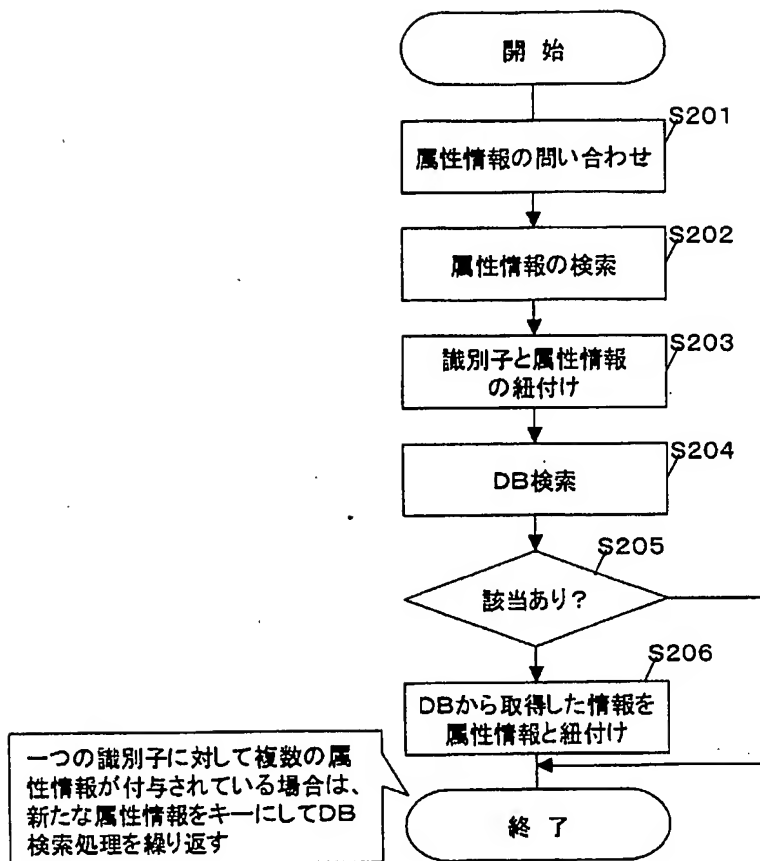 開 始
S201
属性情報の問い合わせ
S202
属性情報の検索
S203
識別子と属性情報
の紐付け
S204
DB検索
S205
該当あり?
S206
DBから取得した情報を
属性情報と紐付け
一つの識別子に対して複数の属
性情報が付与されている場合は、
新たな属性情報をキーにしてDB
検索処理を繰り返す
終 了